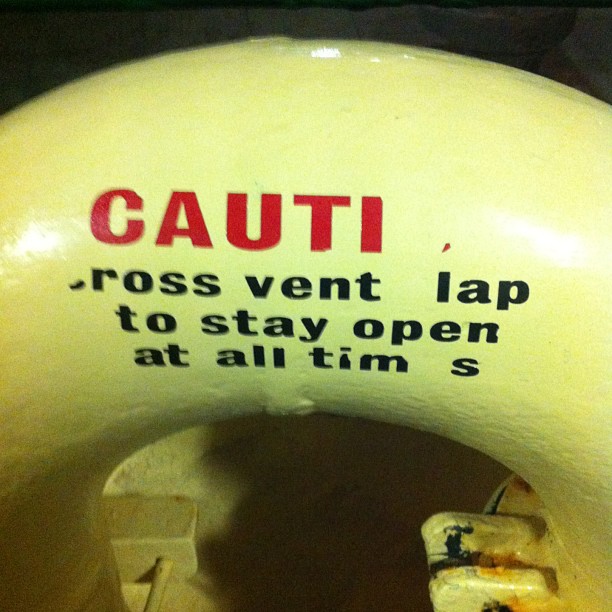 CAUTI
ross vent lap
to stay open
at all tim s